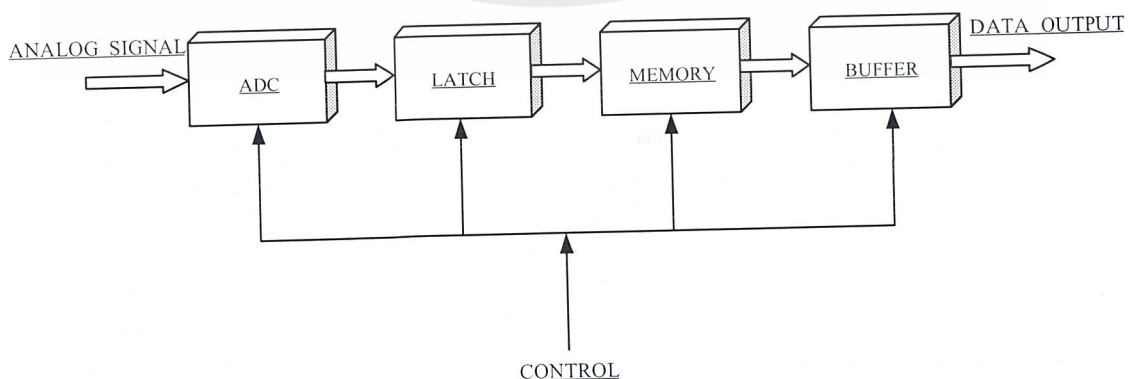 ANALOG SIGNAL
DATA OUTPUT
ADC
LATCH
MEMORY
BUFFER
CONTROL